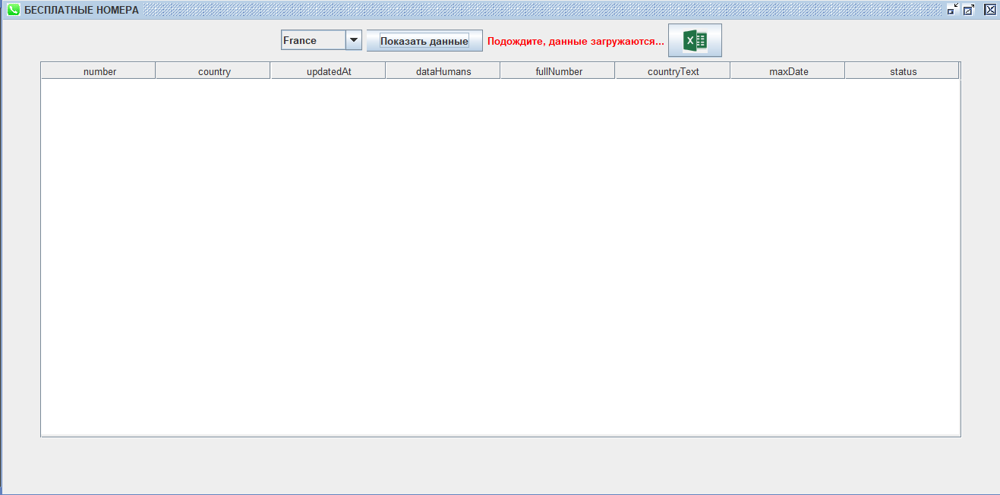 БЕСПЛАТНЫЕ НОМЕРА
France Показать данные Подождите, данные загружаются... X
number country updatedAt dataHumans fullNumber countryText maxDate status